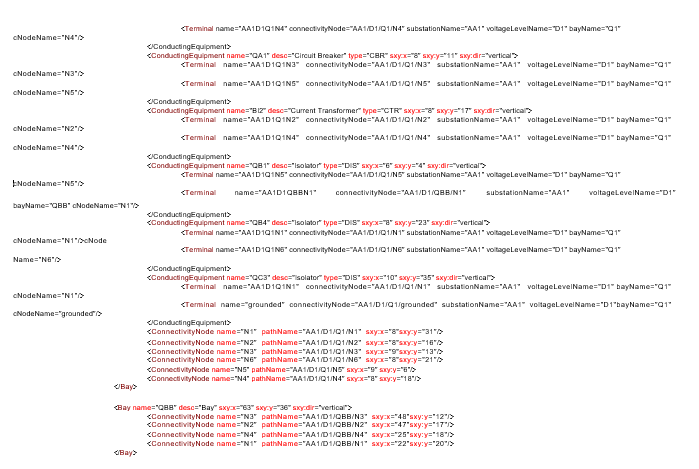 <Terminal name="AA1D1Q1N4" connectivityNode="AA1/D1/Q1/N4" substationName="AA1" voltageLevelName="D1" bayName="Q1"
cNodeName="N4"/>
</ConductingEquipment>
<ConductingEquipment name="QA1" desc="Circuit Breaker" type="CBR" sxy:x="8" sxy:y="11" sxy:dir="vertical">
<Terminal name="AA1D1Q1N3" connectivityNode="AA1/D1/Q1/N3" substationName="AA1" voltageLevelName="D1" bayName="Q1"
cNodeName="N3"/>
<Terminal name="AA1D1Q1N5" connectivityNode="AA1/D1/Q1/N5" substationName="AA1" voltageLevelName="D1" bayName="Q1"
cNodeName="N5"/>
</ConductingEquipment>
<ConductingEquipment name="BI2" desc="Current Transformer" type="CTR" sxy:x="8" sxy:y="17" sxy:dir="vertical">
<Terminal name="AA1D1Q1N2" connectivityNode="AA1/D1/Q1/N2" substationName="AA1" voltageLevelName="D1" bayName="Q1"
cNodeName="N2"/>
<Terminal name="AA1D1Q1N4" connectivityNode="AA1/D1/Q1/N4" substationName="AA1" voltageLevelName="D1" bayName="Q1"
cNodeName="N4"/>
</ConductingEquipment>
<ConductingEquipment name="QB1" desc="isolator" type="DIS" sxy:x="6" sxy:y="4" sxy:dir="vertical">
<Terminal name="AA1D1Q1N5" connectivityNode="AA1/D1/Q1/N5" substationName="AA1" voltageLevelName="D1" bayName="Q1"
cNodeName="N5"/>
<Terminal name="AA1D1QBBN1" connectivityNode="AA1/D1/QBB/N1" substationName="AA1" voltageLevelName="D1"
bayName="QBB" cNodeName="N1"/>
</ConductingEquipment>
<ConductingEquipment name="QB4" desc="isolator" type="DIS" sxy:x="8" sxy:y="23" sxy:dir="vertical">
<Terminal name="AA1D1Q1N1" connectivityNode="AA1/D1/Q1/N1" substationName="AA1" voltageLevelName="D1" bayName="Q1"
cNodeName="N1"/>cNode
<Terminal name="AA1D1Q1N6" connectivityNode="AA1/D1/Q1/N6" substationName="AA1" voltageLevelName="D1" bayName="Q1"
Name="N6"/>
</ConductingEquipment>
<ConductingEquipment name="QC3" desc="isolator" type="DIS" sxy:x="10" sxy:y="35" sxy:dir="vertical">
<Terminal name="AA1D1Q1N1" connectivityNode="AA1/D1/Q1/N1" substationName="AA1" voltageLevelName="D1" bayName="Q1"
cNodeName="N1"/>
<Terminal name="grounded" connectivityNode="AA1/D1/Q1/grounded" substationName="AA1" voltageLevelName="D1"bayName="Q1"
cNodeName="grounded"/>
</ConductingEquipment>
<ConnectivityNode name="N1" pathName="AA1/D1/Q1/N1" sxy:x="8"sxy:y="31"/>
<ConnectivityNode name="N2" pathName="AA1/D1/Q1/N2" sxy:x="8"sxy:y="16"/>
<ConnectivityNode name="N3" pathName="AA1/D1/Q1/N3" sxy:x="9"sxy:y="13"/>
<ConnectivityNode name="N6" pathName="AA1/D1/Q1/N6" sxy:x="8"sxy:y="21"/>
<ConnectivityNode name="N5" pathName="AA1/D1/Q1/N5" sxy:x="9" sxy:y="6"/>
<ConnectivityNode name="N4" pathName="AA1/D1/Q1/N4" sxy:x="8" sxy:y="18"/>
</Bay>
<Bay name="QBB" desc="Bay" sxy:x="63" sxy:y="36" sxy:dir="vertical">
<ConnectivityNode name="N3" pathName="AA1/D1/QBB/N3" sxy:x="48"sxy:y="12"/>
<ConnectivityNode name="N2" pathName="AA1/D1/QBB/N2" sxy:x="47"sxy:y="17"/>
<ConnectivityNode name="N4" pathName="AA1/D1/QBB/N4" sxy:x="25"sxy:y="18"/>
<ConnectivityNode name="N1" pathName="AA1/D1/QBB/N1" sxy:x="22"sxy:y="20"/>
</Bay>